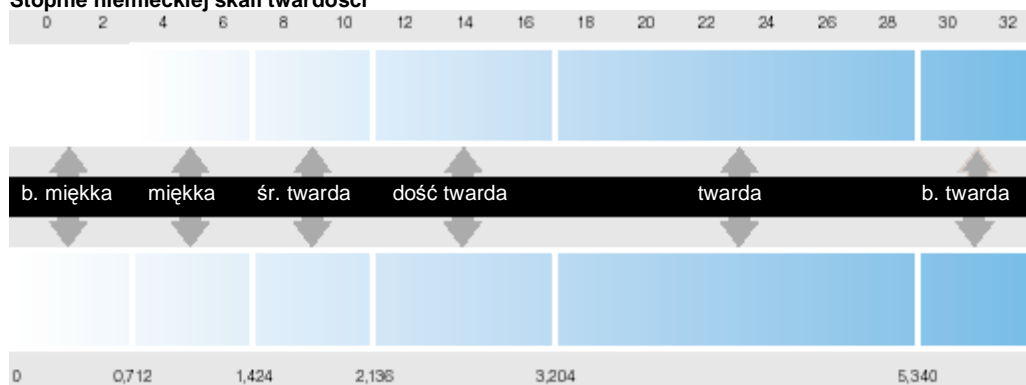 Stopnie niemieckiej skali twardości
0 2 4 6 8 10 12 14 16 18 20 22 24 26 28 30 32
b. miękka miękka śr. twarda dość twarda twarda b. twarda
0 0,712 1,424 2,136 3,204 5,340